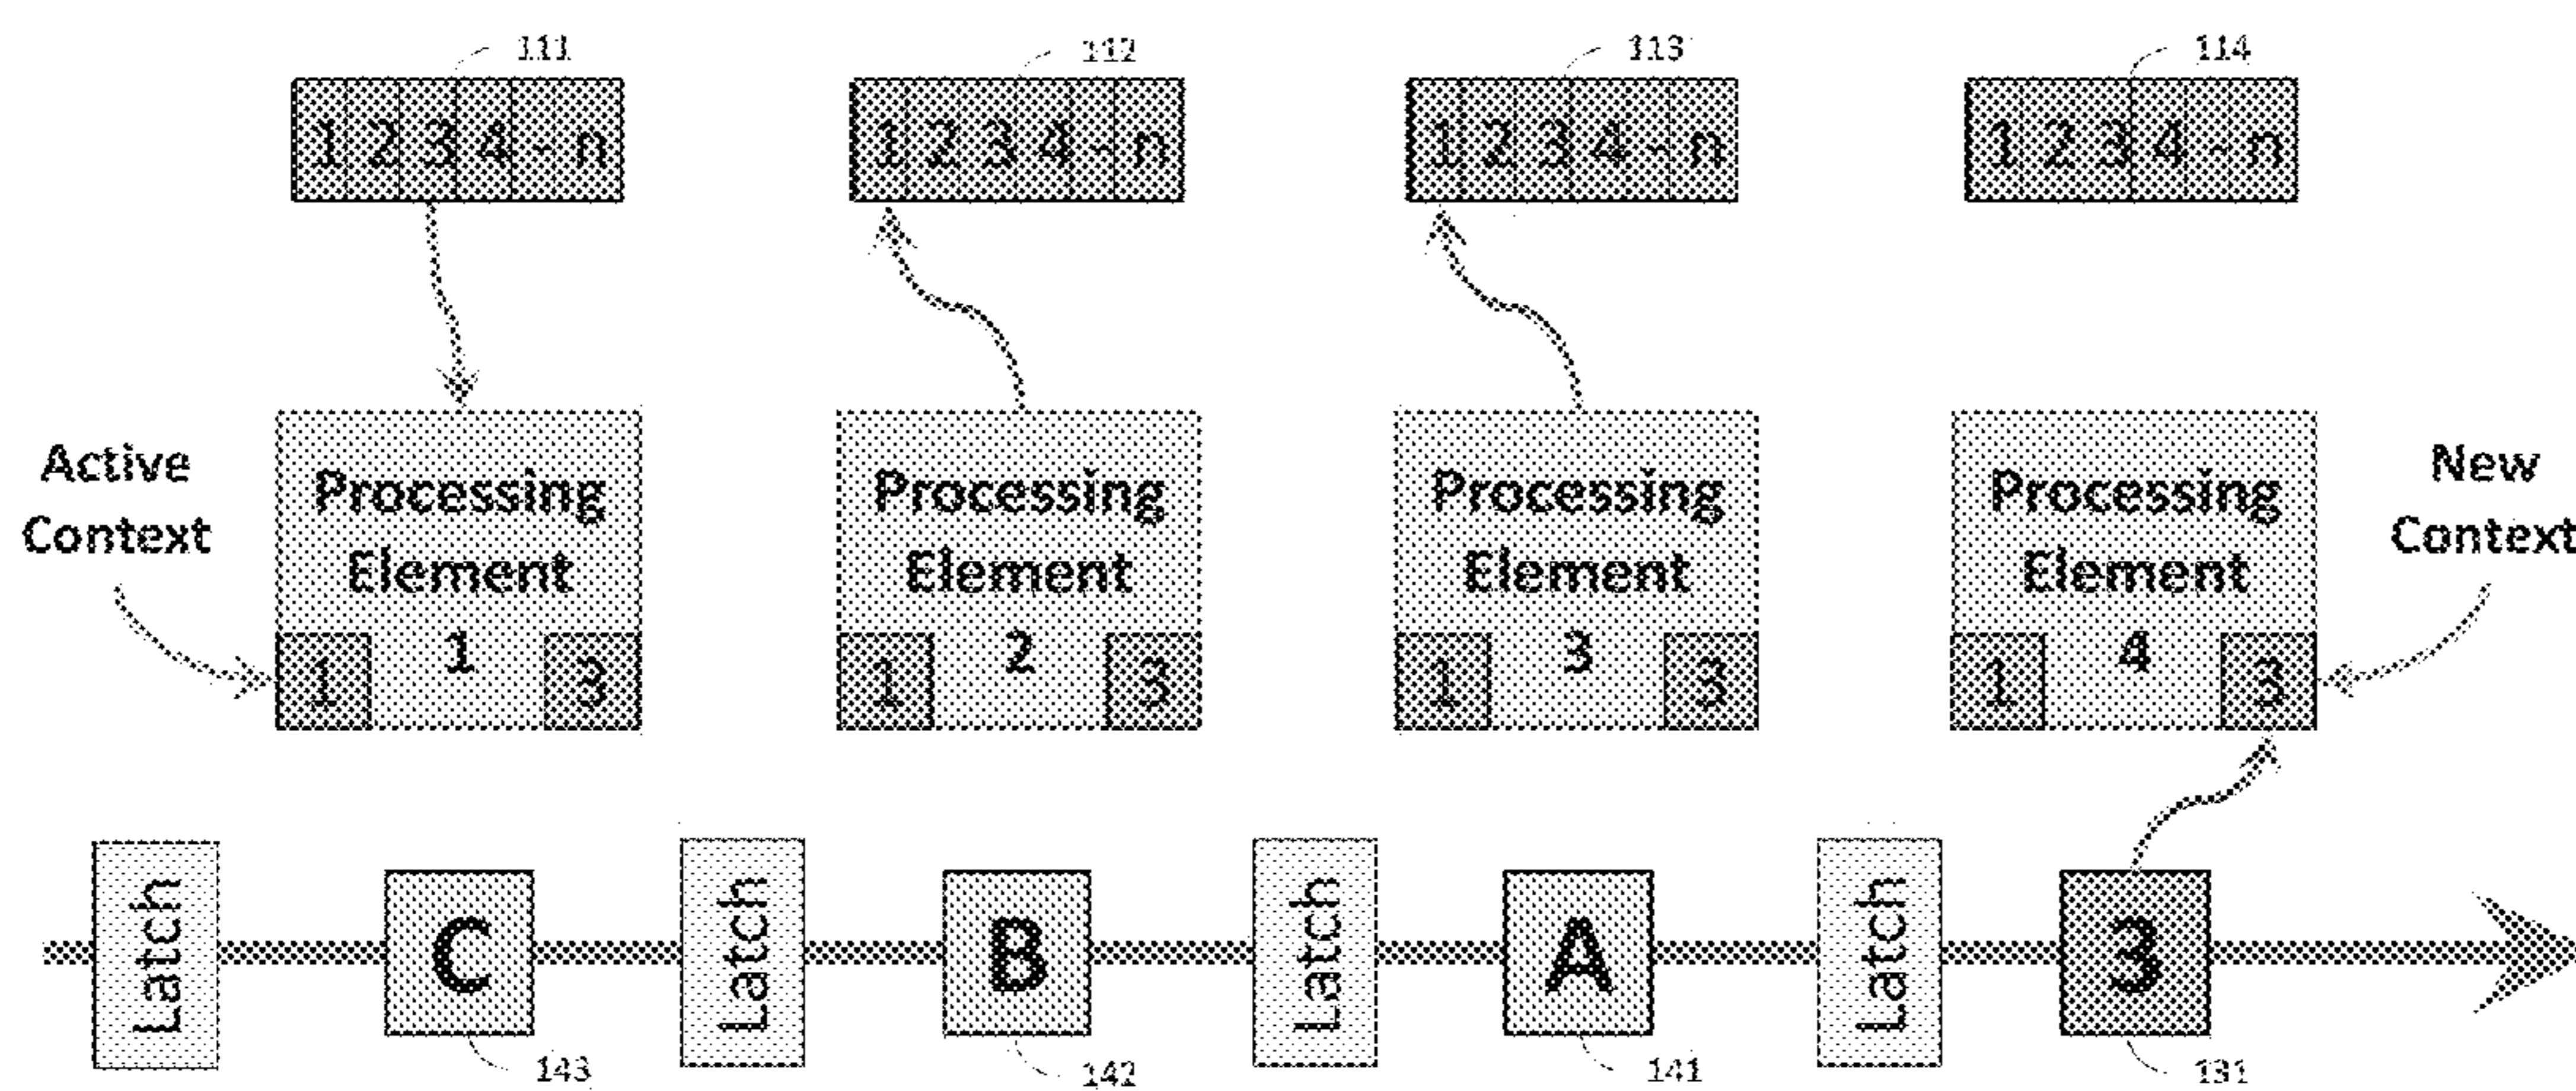 111 112 113 114
1 2 3 4 - n 1 2 3 4 - n 1 2 3 4 - n 1 2 3 4 - n
Active
Context
Processing
Element
1
1 3
Processing
Element
2
1 3
Processing
Element
3
1 3
Processing
Element
4
1 3
New
Context
Latch C Latch B Latch A Latch 3
143 142 141 131